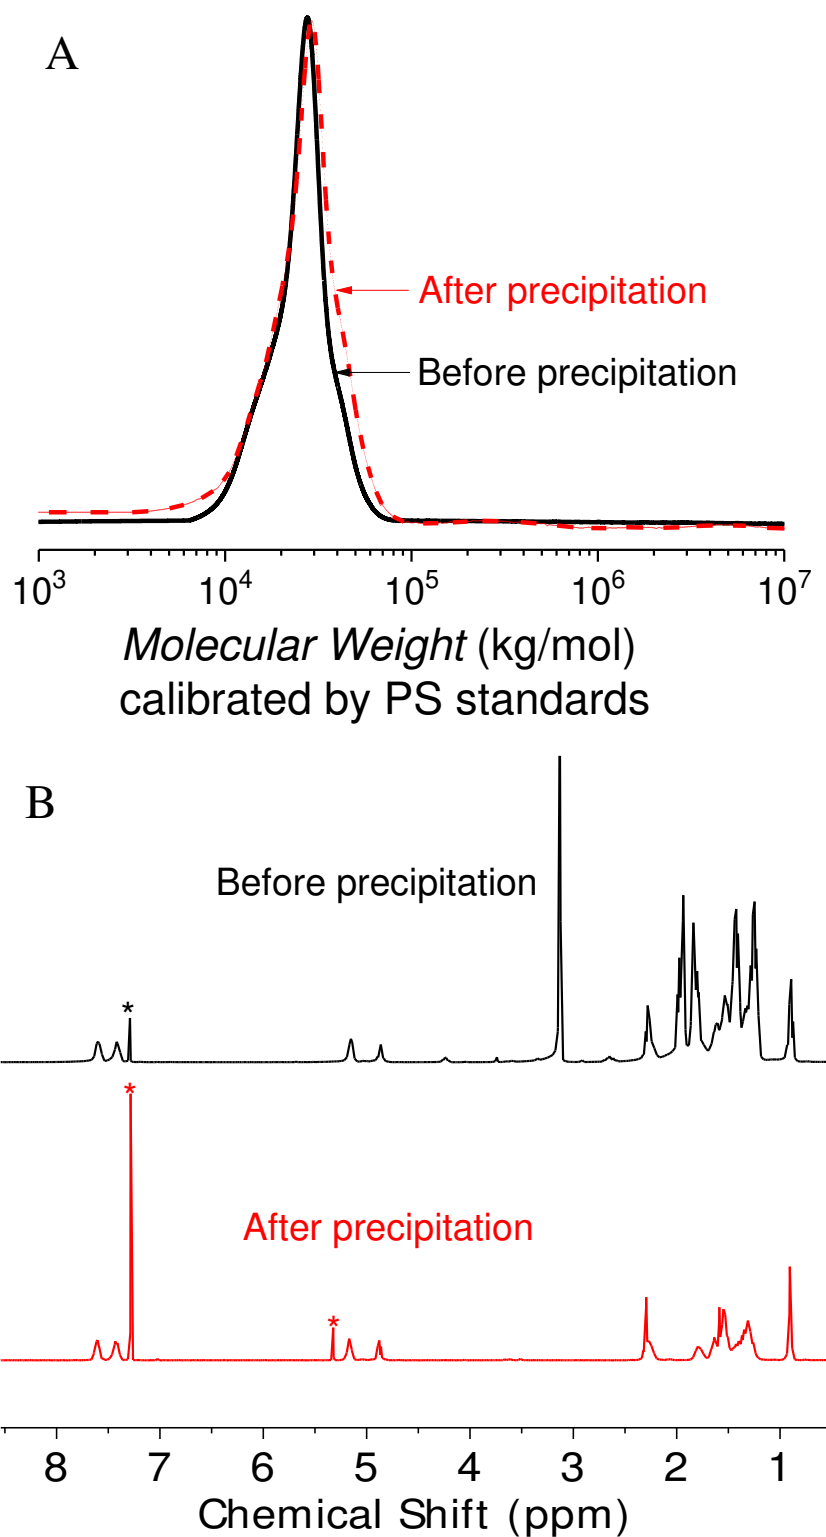 A
After precipitation
Before precipitation
10³ 10⁴ 10⁵ 10⁶ 10⁷
Molecular Weight (kg/mol)
calibrated by PS standards
B
Before precipitation
*
*
After precipitation
*
8 7 6 5 4 3 2 1
Chemical Shift (ppm)